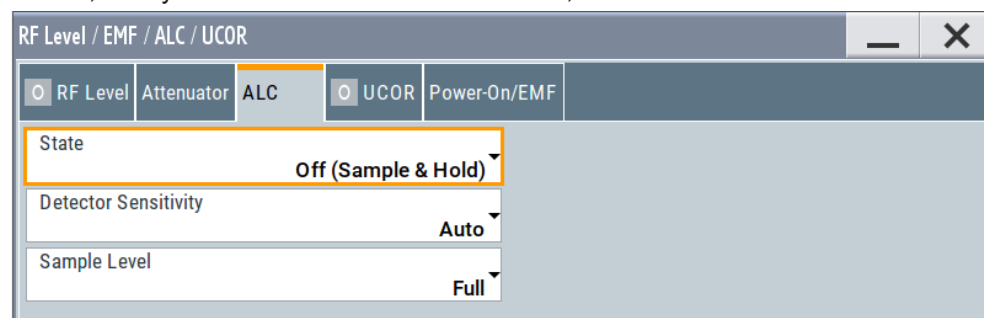 RF Level / EMF / ALC / UCOR
O RF Level Attenuator ALC O UCOR Power-On/EMF
State
Off (Sample & Hold)
Detector Sensitivity
Auto
Sample Level
Full